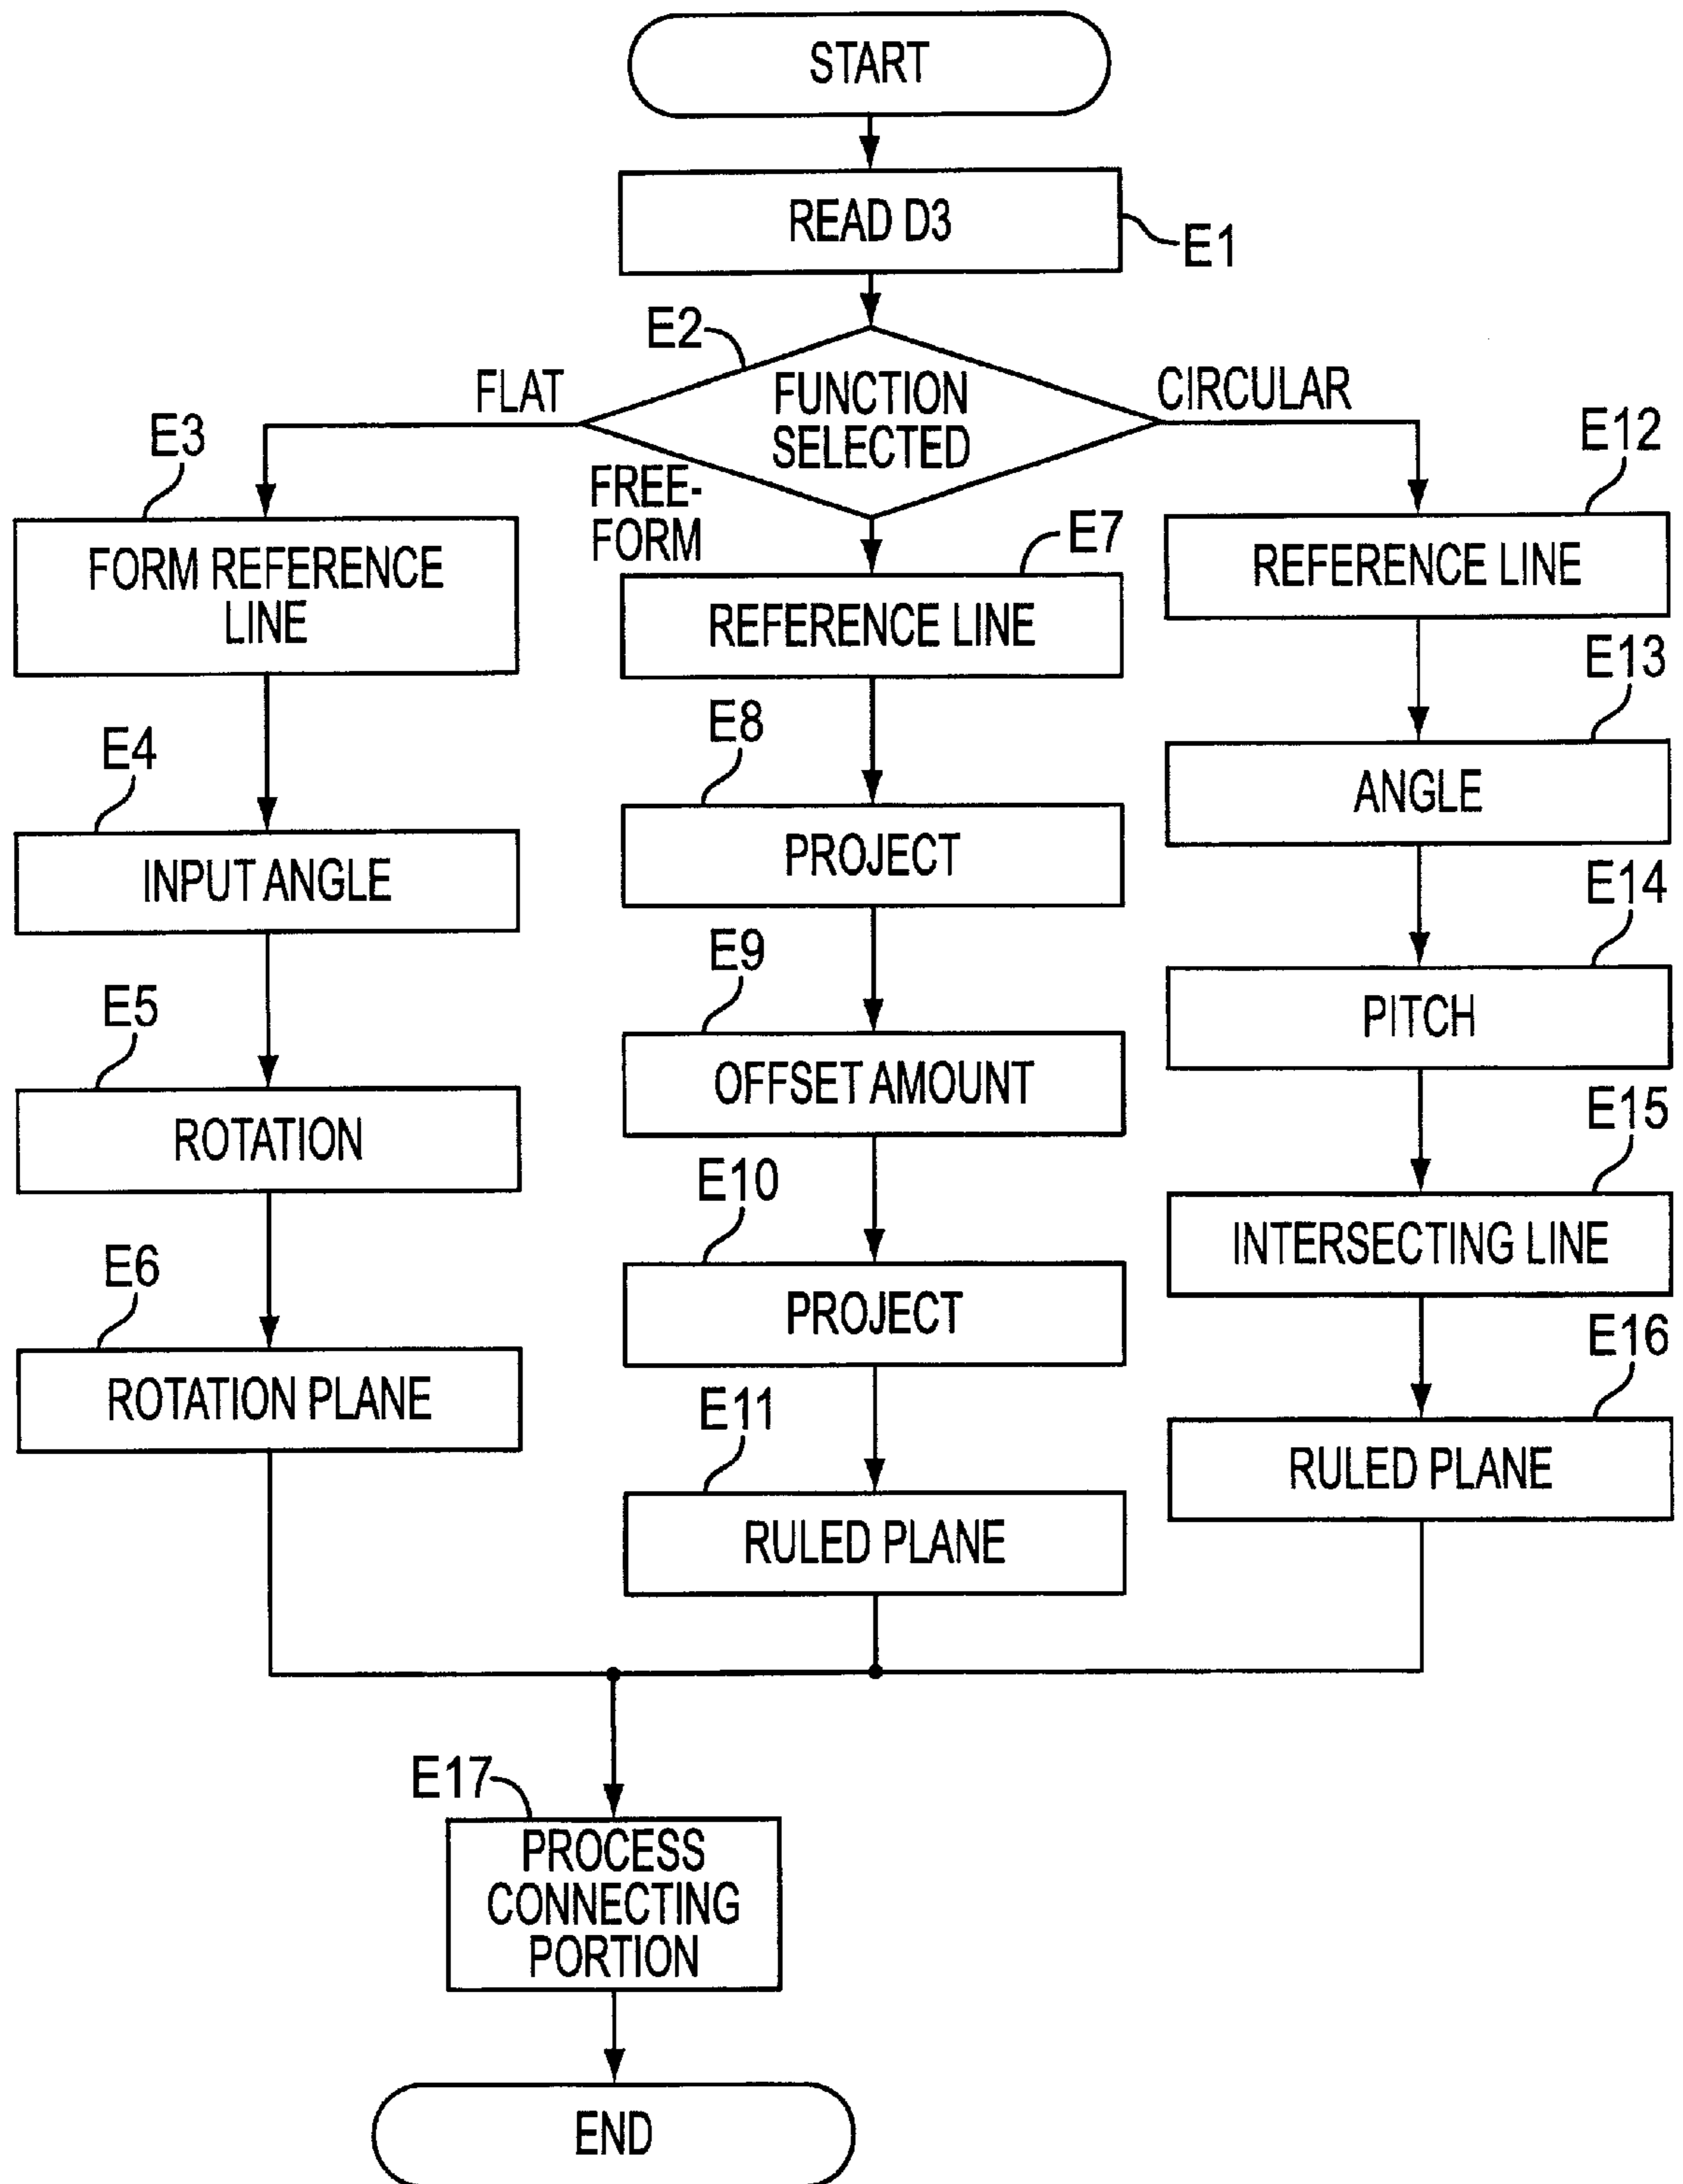 START
READ D3
E1
E2
FUNCTION
SELECTED
FLAT
FREE-
FORM
CIRCULAR
E3
FORM REFERENCE
LINE
E4
INPUT ANGLE
E5
ROTATION
E6
ROTATION PLANE
E7
REFERENCE LINE
E8
PROJECT
E9
OFFSET AMOUNT
E10
PROJECT
E11
RULED PLANE
E12
REFERENCE LINE
E13
ANGLE
E14
PITCH
E15
INTERSECTING LINE
E16
RULED PLANE
E17
PROCESS
CONNECTING
PORTION
END